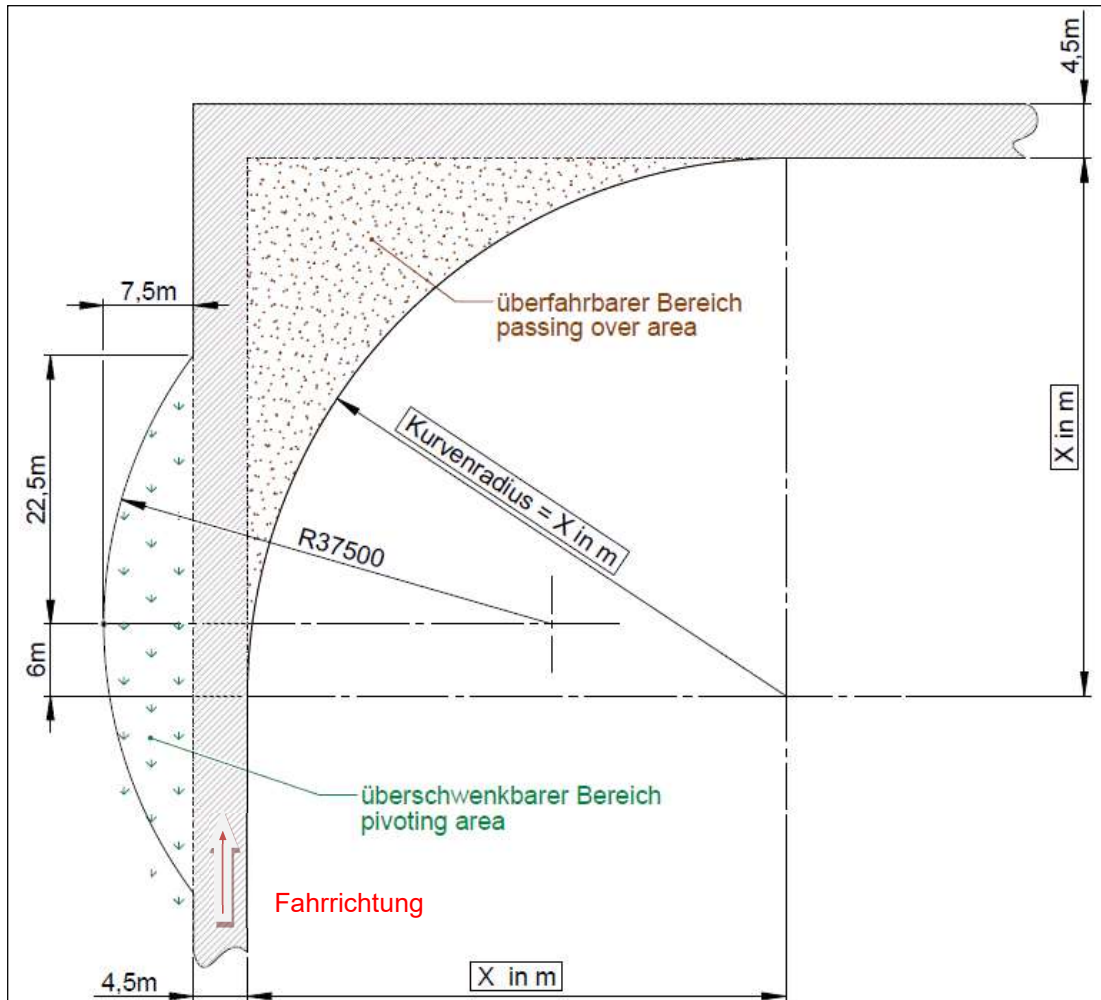 4,5m
7,5m
überfahrbarer Bereich
passing over area
X in m
Kurvenradius = X in m
22,5m
R37500
6m
überschwenkbarer Bereich
pivoting area
Fahrrichtung
4,5m
X in m